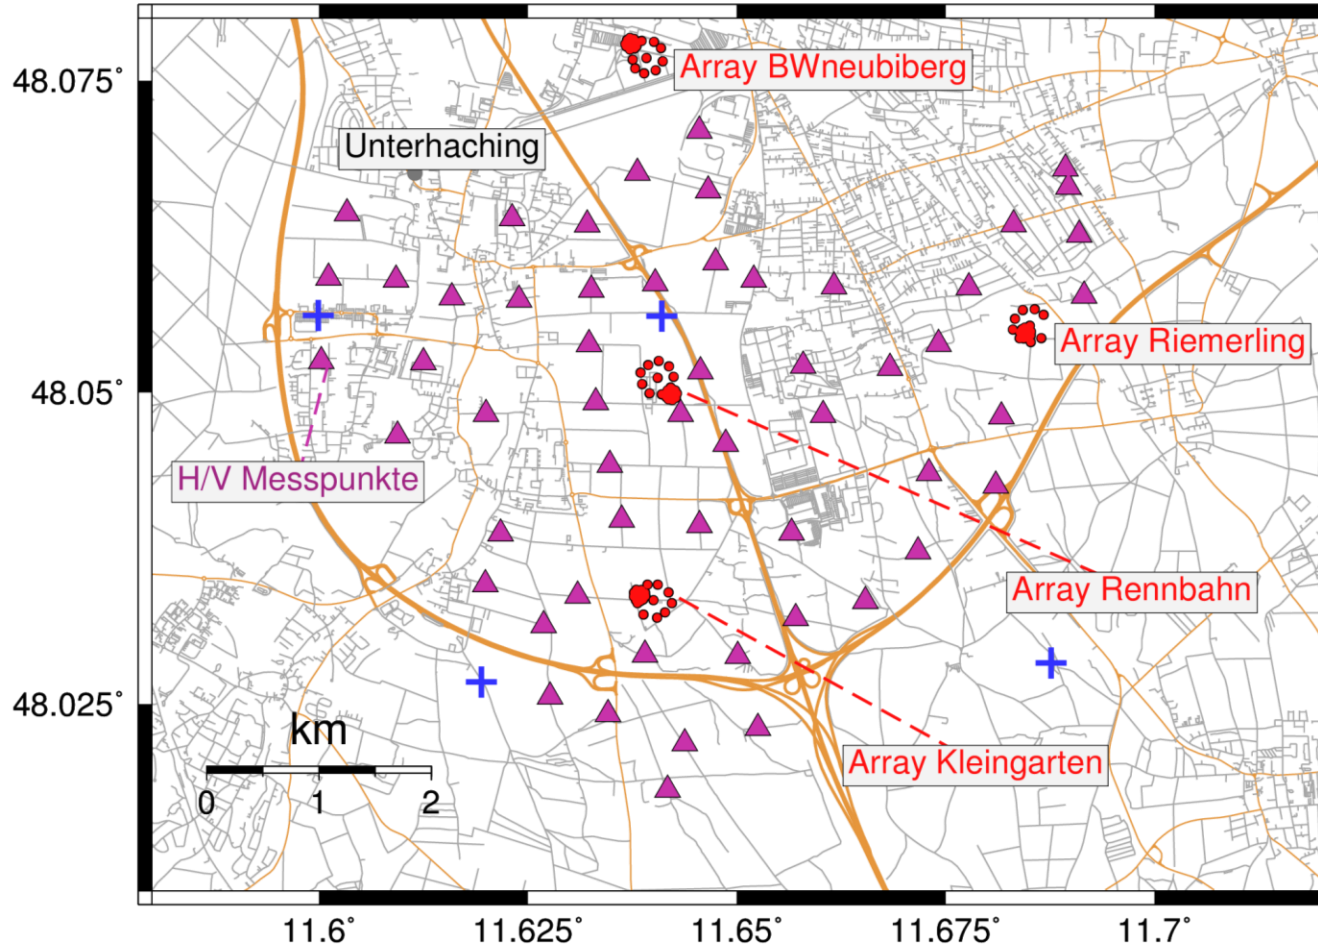 48.075°
Array BWneubiberg
Unterhaching
Array Riemerling
48.05°
H/V Messpunkte
Array Rennbahn
48.025°
km
Array Kleingarten
0 1 2
11.6° 11.625° 11.65° 11.675° 11.7°